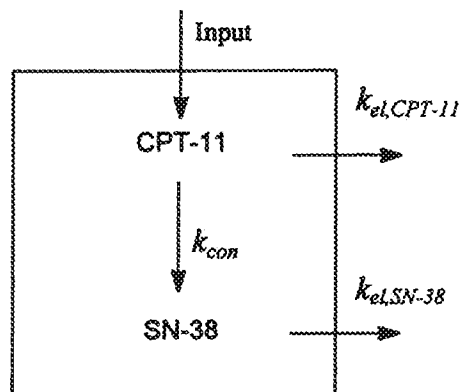 Input
k_el,CPT-11
CPT-11
k_con
k_el,SN-38
SN-38